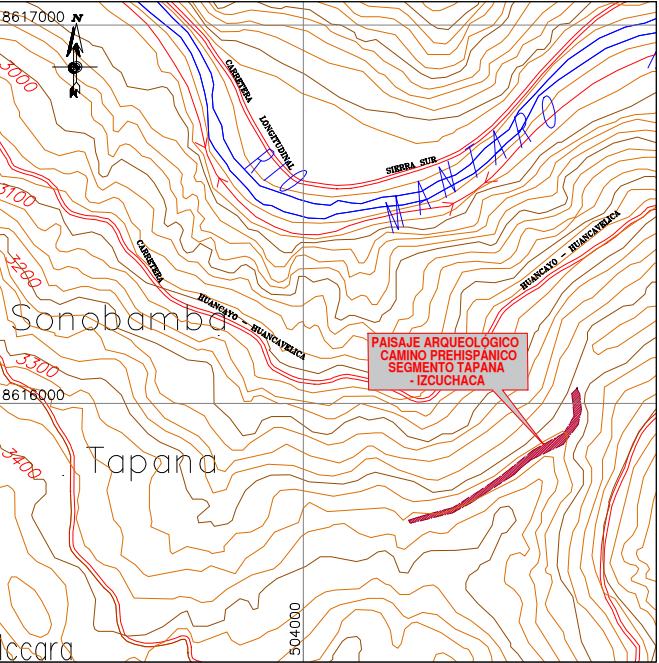 8617000
N
3000
CARRETERA
LONGITUDINAL
SIERRA SUR
RIO
MANTARO
3100
CARRETERA
HUANCAYO - HUANCAVELICA
HUANCAYO - HUANCAVELICA
3200
Sonobamba
PAISAJE ARQUEOLÓGICO
CAMINO PREHISPÁNICO
SEGMENTO TAPANA
- IZCUCHACA
3300
8616000
3400
Tapana
504000
Iccara